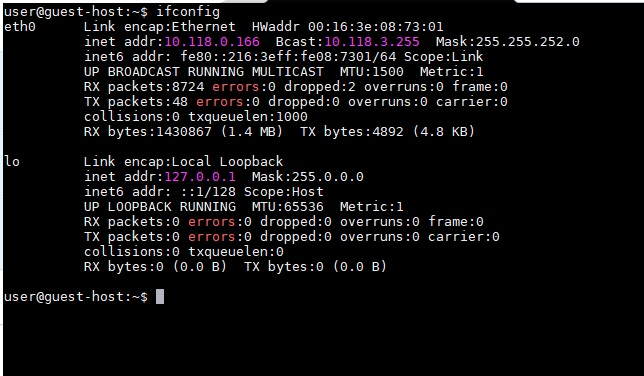 user@guest-host:~$ ifconfig
eth0      Link encap:Ethernet  HWaddr 00:16:3e:08:73:01
          inet addr:10.118.0.166  Bcast:10.118.3.255  Mask:255.255.252.0
          inet6 addr: fe80::216:3eff:fe08:7301/64 Scope:Link
          UP BROADCAST RUNNING MULTICAST  MTU:1500  Metric:1
          RX packets:8724 errors:0 dropped:2 overruns:0 frame:0
          TX packets:48 errors:0 dropped:0 overruns:0 carrier:0
          collisions:0 txqueuelen:1000
          RX bytes:1430867 (1.4 MB)  TX bytes:4892 (4.8 KB)

lo        Link encap:Local Loopback
          inet addr:127.0.0.1  Mask:255.0.0.0
          inet6 addr: ::1/128 Scope:Host
          UP LOOPBACK RUNNING  MTU:65536  Metric:1
          RX packets:0 errors:0 dropped:0 overruns:0 frame:0
          TX packets:0 errors:0 dropped:0 overruns:0 carrier:0
          collisions:0 txqueuelen:0
          RX bytes:0 (0.0 B)  TX bytes:0 (0.0 B)

user@guest-host:~$